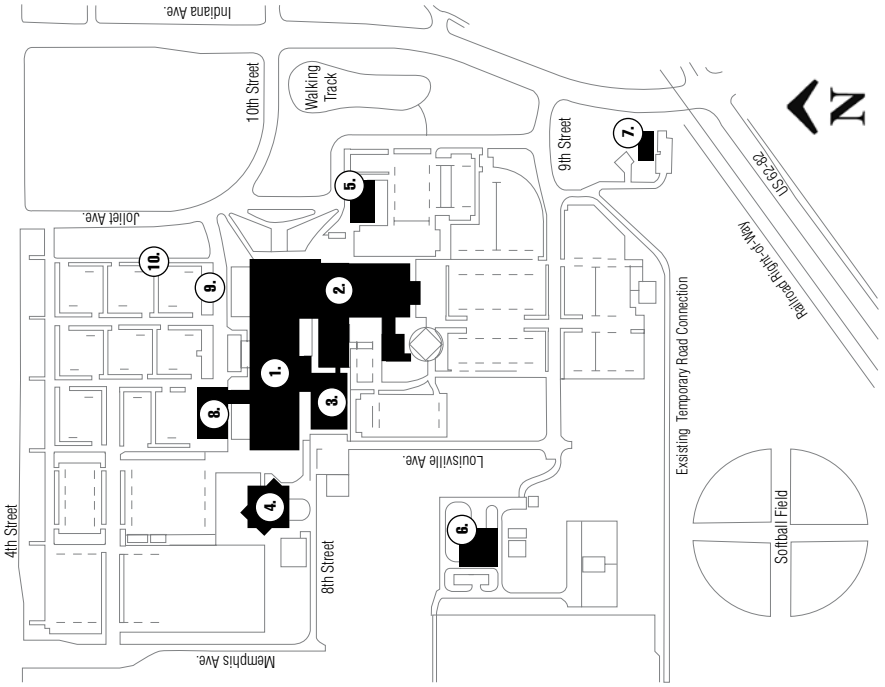 Indiana Ave.
10th Street
Walking
Track
9th Street
7.
N
US 62-82
Railroad Right-of-Way
5.
Joliet Ave.
10.
9.
2.
1.
3.
8.
4th Street
4.
Louisville Ave.
Exsisting Temporary Road Connection
6.
8th Street
Softball Field
Memphis Ave.